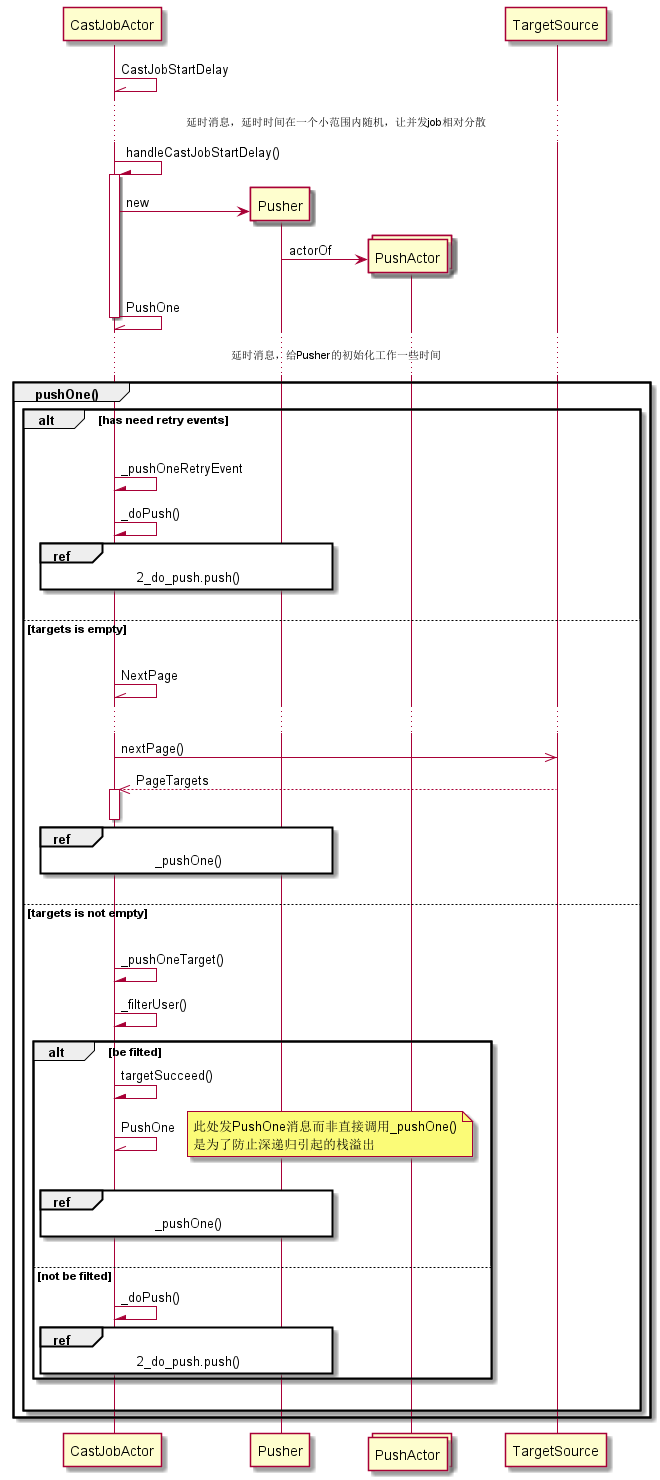 CastJobActor
TargetSource
CastJobStartDelay
延时消息，延时时间在一个小范围内随机，让并发job相对分散
handleCastJobStartDelay()
new
Pusher
actorOf
PushActor
PushOne
延时消息，给Pusher的初始化工作一些时间
pushOne()
alt
[has need retry events]
_pushOneRetryEvent
_doPush()
ref
2_do_push.push()
[targets is empty]
NextPage
nextPage()
PageTargets
ref
_pushOne()
[targets is not empty]
_pushOneTarget()
_filterUser()
alt
[be filted]
targetSucceed()
PushOne
此处发PushOne消息而非直接调用_pushOne()
是为了防止深递归引起的栈溢出
ref
_pushOne()
[not be filted]
_doPush()
ref
2_do_push.push()
CastJobActor
Pusher
PushActor
TargetSource